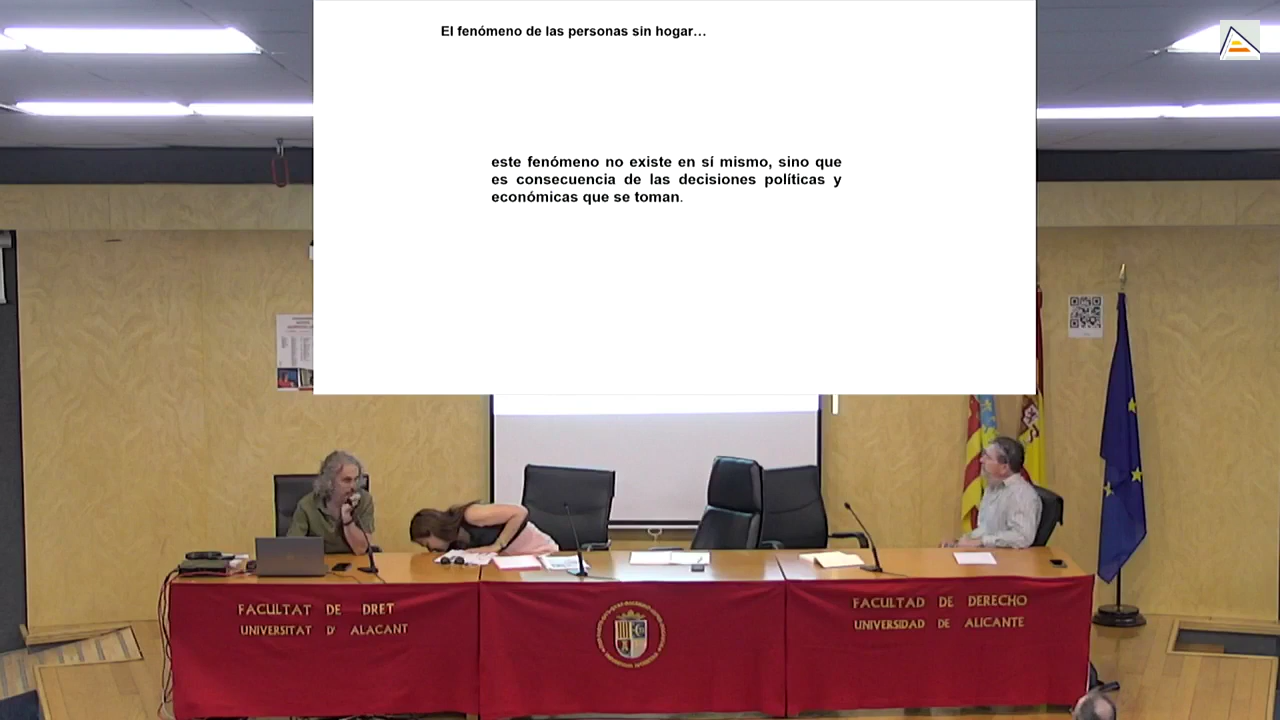 El fenómeno de las personas sin hogar…
este fenómeno no existe en sí mismo, sino que
es consecuencia de las decisiones políticas y
económicas que se toman.
FACULTAT DE DRET
UNIVERSITAT D' ALACANT
FACULTAD DE DERECHO
UNIVERSIDAD DE ALICANTE